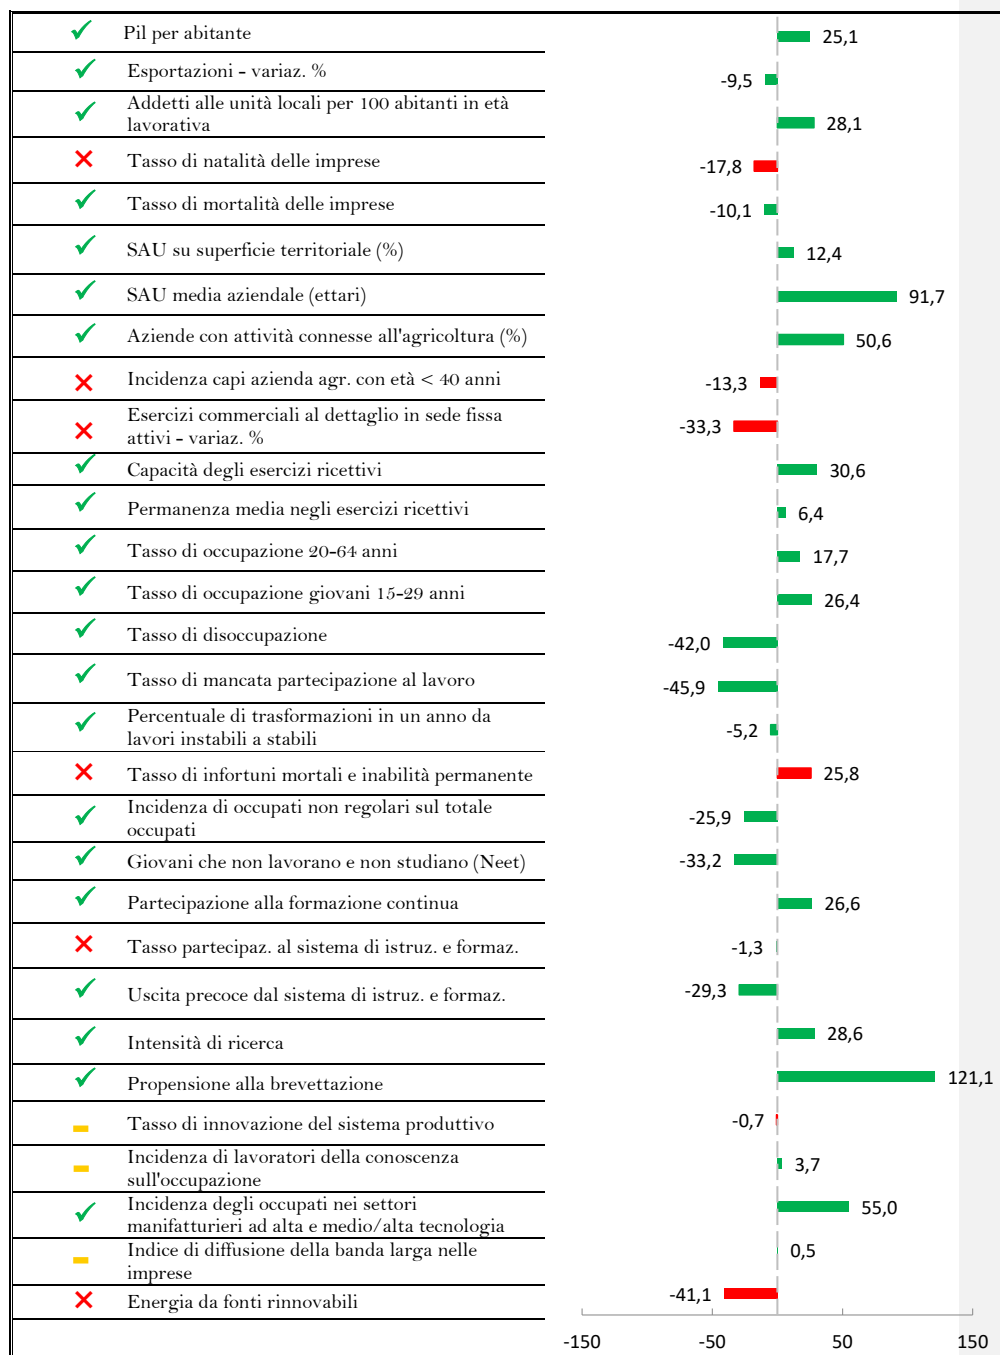 Pil per abitante 25,1
Esportazioni - variaz. % -9,5
Addetti alle unità locali per 100 abitanti in età
lavorativa 28,1
Tasso di natalità delle imprese -17,8
Tasso di mortalità delle imprese -10,1
SAU su superficie territoriale (%) 12,4
SAU media aziendale (ettari) 91,7
Aziende con attività connesse all'agricoltura (%) 50,6
Incidenza capi azienda agr. con età < 40 anni -13,3
Esercizi commerciali al dettaglio in sede fissa
attivi - variaz. % -33,3
Capacità degli esercizi ricettivi 30,6
Permanenza media negli esercizi ricettivi 6,4
Tasso di occupazione 20-64 anni 17,7
Tasso di occupazione giovani 15-29 anni 26,4
Tasso di disoccupazione -42,0
Tasso di mancata partecipazione al lavoro -45,9
Percentuale di trasformazioni in un anno da
lavori instabili a stabili -5,2
Tasso di infortuni mortali e inabilità permanente 25,8
Incidenza di occupati non regolari sul totale
occupati -25,9
Giovani che non lavorano e non studiano (Neet) -33,2
Partecipazione alla formazione continua 26,6
Tasso partecipaz. al sistema di istruz. e formaz. -1,3
Uscita precoce dal sistema di istruz. e formaz. -29,3
Intensità di ricerca 28,6
Propensione alla brevettazione 121,1
Tasso di innovazione del sistema produttivo -0,7
Incidenza di lavoratori della conoscenza
sull'occupazione 3,7
Incidenza degli occupati nei settori
manifatturieri ad alta e medio/alta tecnologia 55,0
Indice di diffusione della banda larga nelle
imprese 0,5
Energia da fonti rinnovabili -41,1
-150 -50 50 150